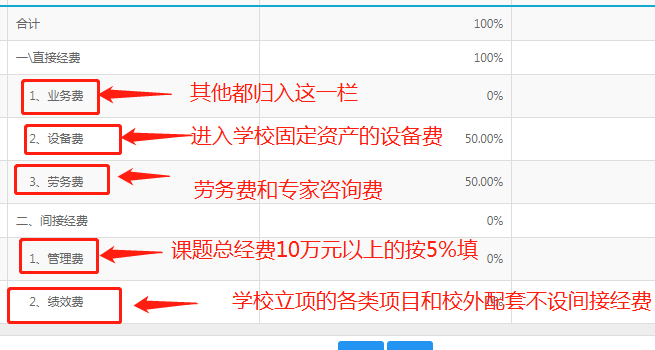 合计 100%
一\直接经费 100%
1、业务费 其他都归入这一栏 0%
2、设备费 进入学校固定资产的设备费 50.00%
3、劳务费 劳务费和专家咨询费 50.00%
二、间接经费 0%
1、管理费 课题总经费10万元以上的按5%填 0%
2、绩效费 学校立项的各类项目和校外配套不设间接经费